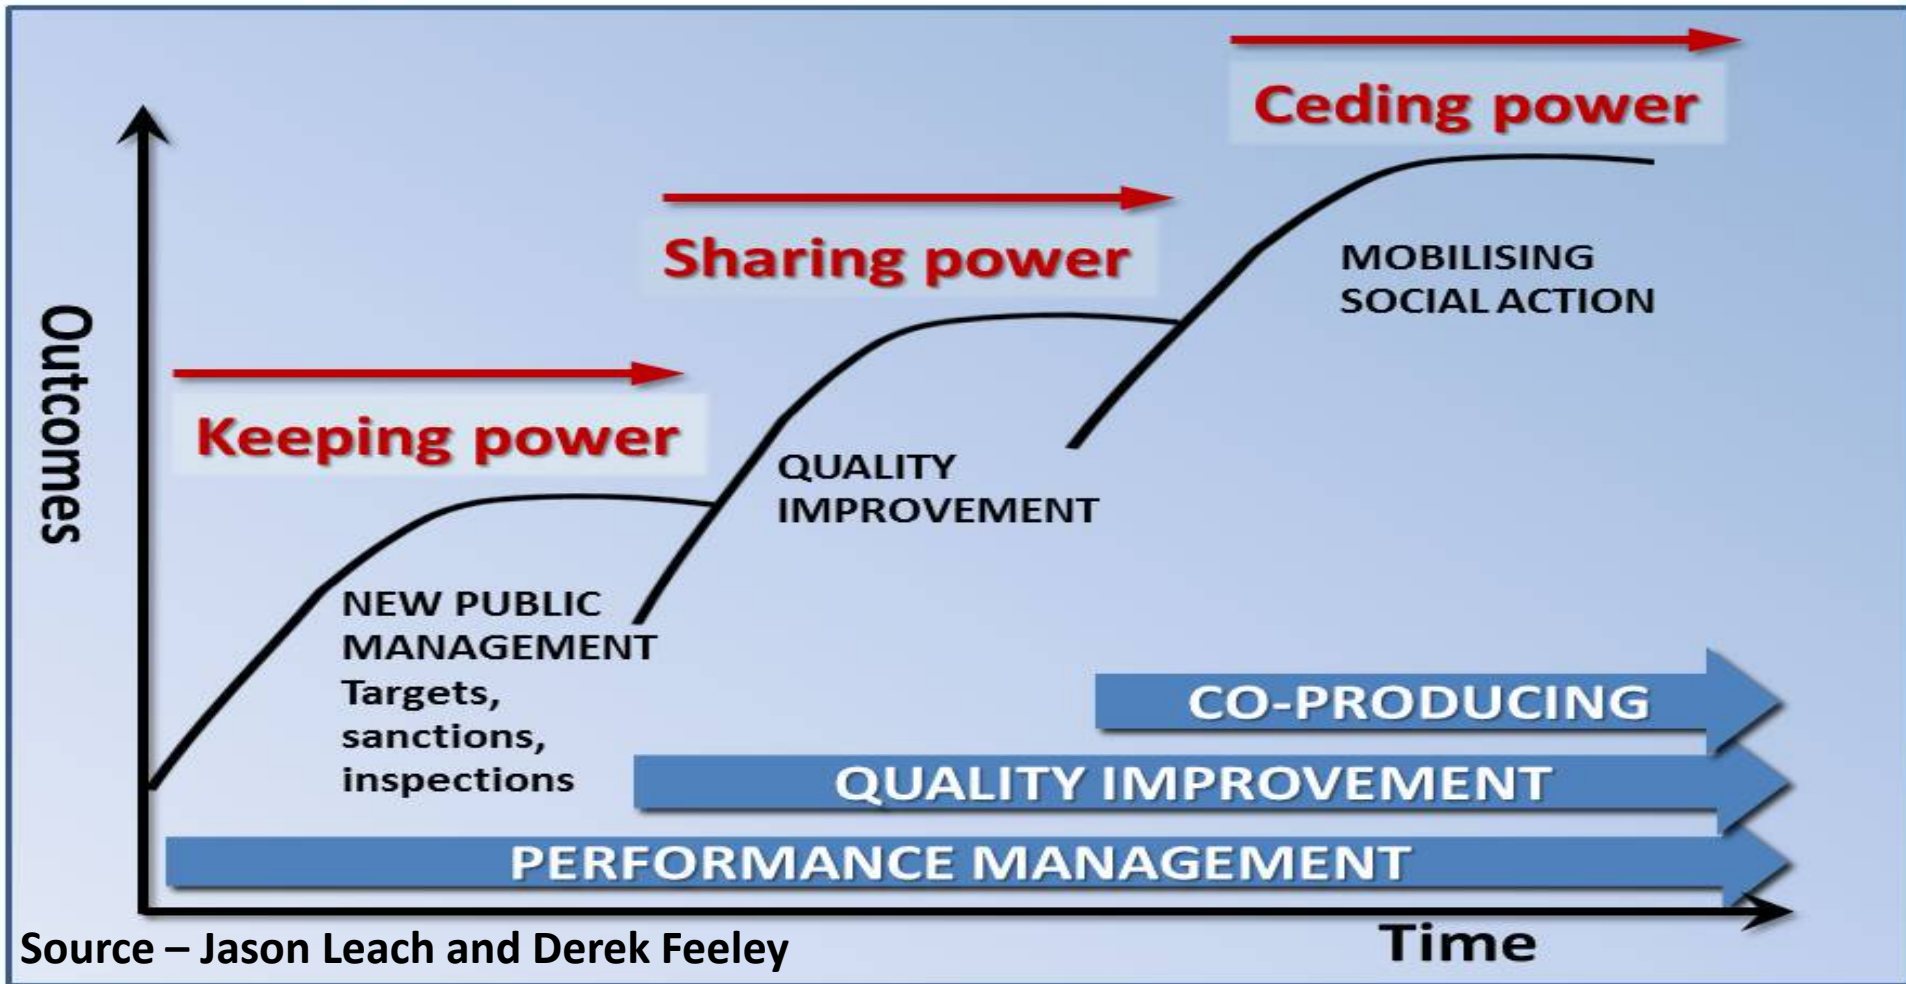 Ceding power
Sharing power
Keeping power
Outcomes
MOBILISING
SOCIAL ACTION
QUALITY
IMPROVEMENT
NEW PUBLIC
MANAGEMENT
Targets,
sanctions,
inspections
CO-PRODUCING
QUALITY IMPROVEMENT
PERFORMANCE MANAGEMENT
Time
Source – Jason Leach and Derek Feeley